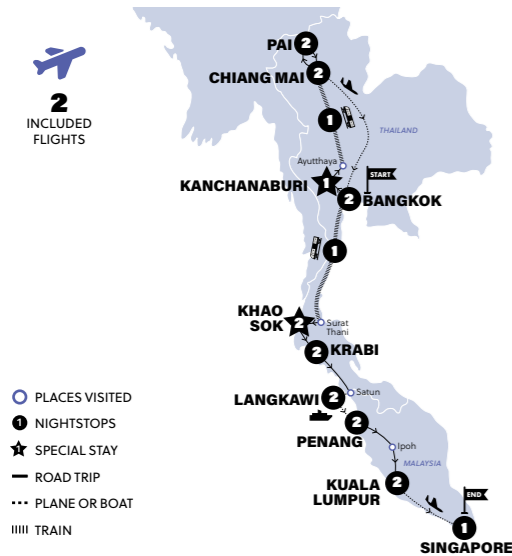 2
INCLUDED
FLIGHTS
PAI
2
CHIANG MAI
2
1
THAILAND
Ayutthaya
KANCHANABURI
1
START
2
BANGKOK
1
KHAO
SOK
2
Surat
Thani
2
KRABI
LANGKAWI
2
Satun
PENANG
2
Ipoh
MALAYSIA
KUALA
LUMPUR
2
END
1
SINGAPORE
PLACES VISITED
1
NIGHTSTOPS
1
SPECIAL STAY
ROAD TRIP
PLANE OR BOAT
TRAIN